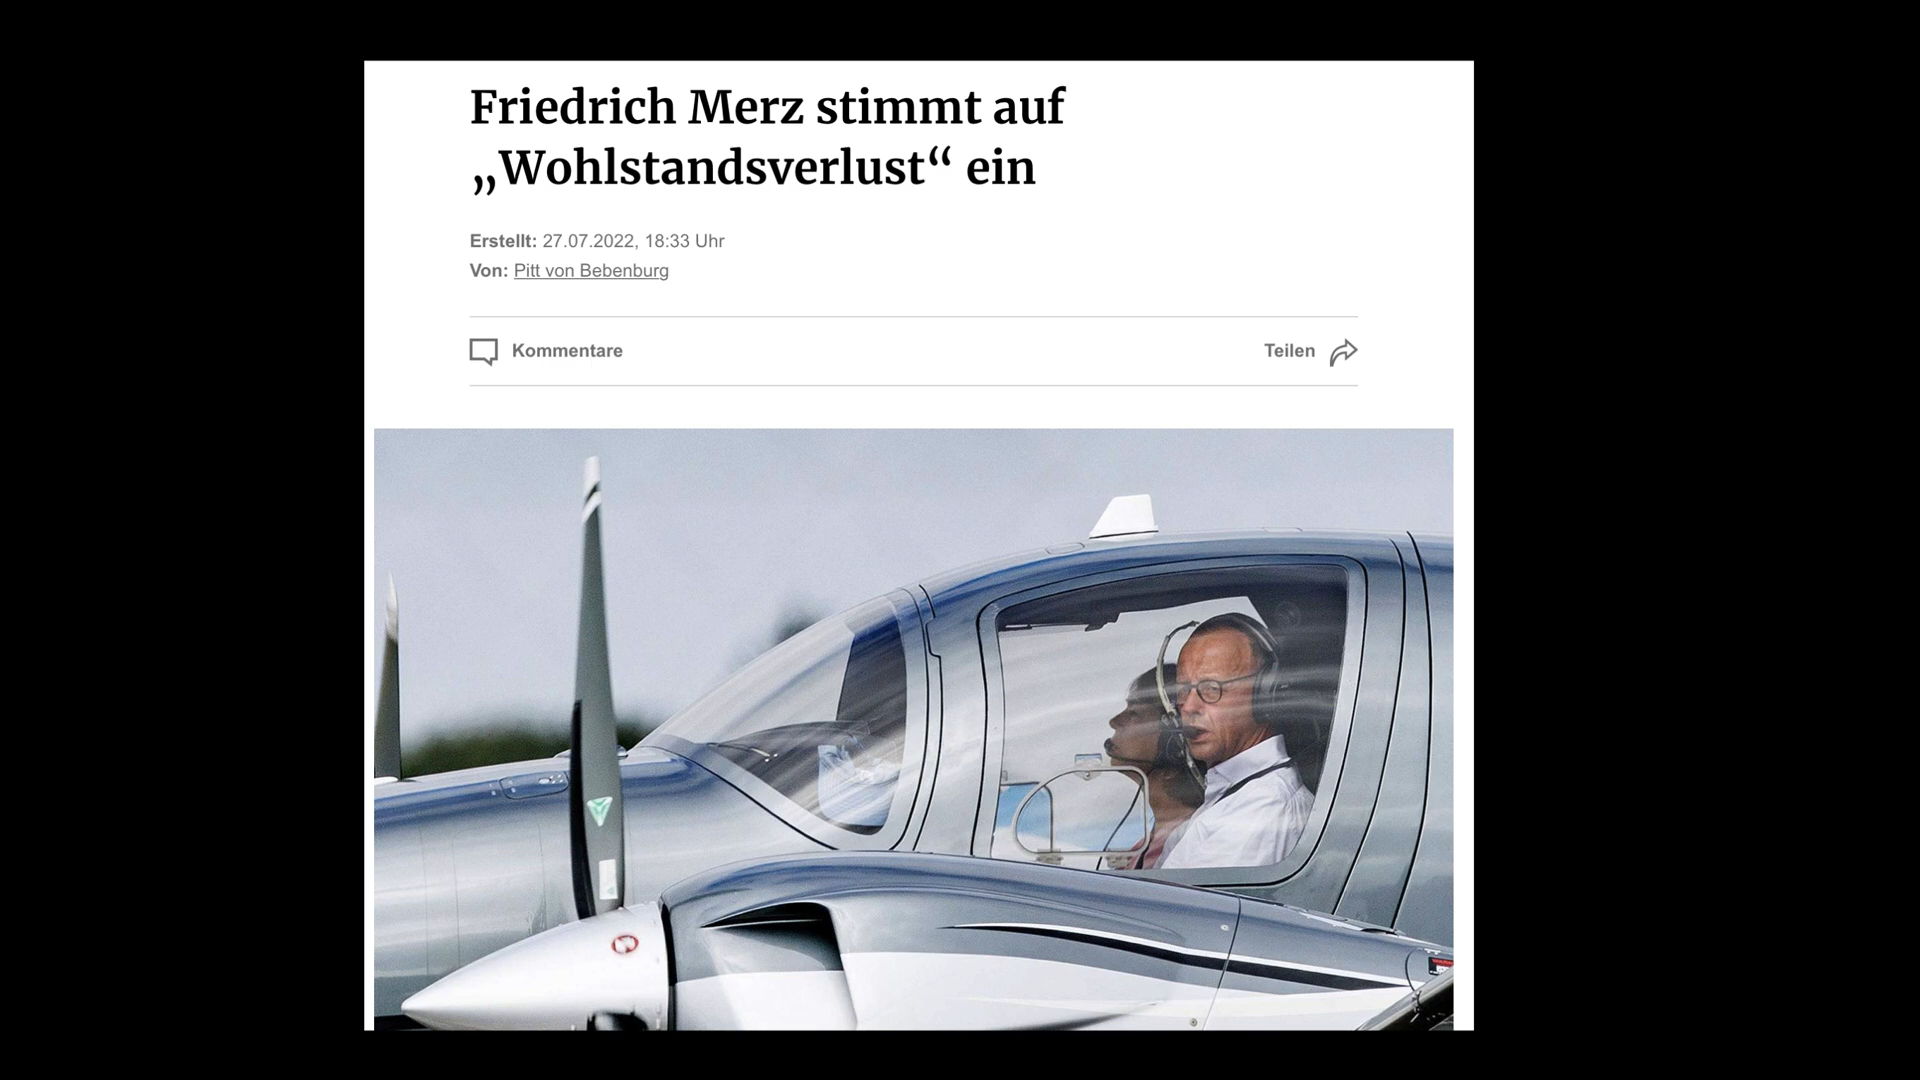 Friedrich Merz stimmt auf
„Wohlstandsverlust“ ein
Erstellt: 27.07.2022, 18:33 Uhr
Von: Pitt von Bebenburg
Kommentare
Teilen